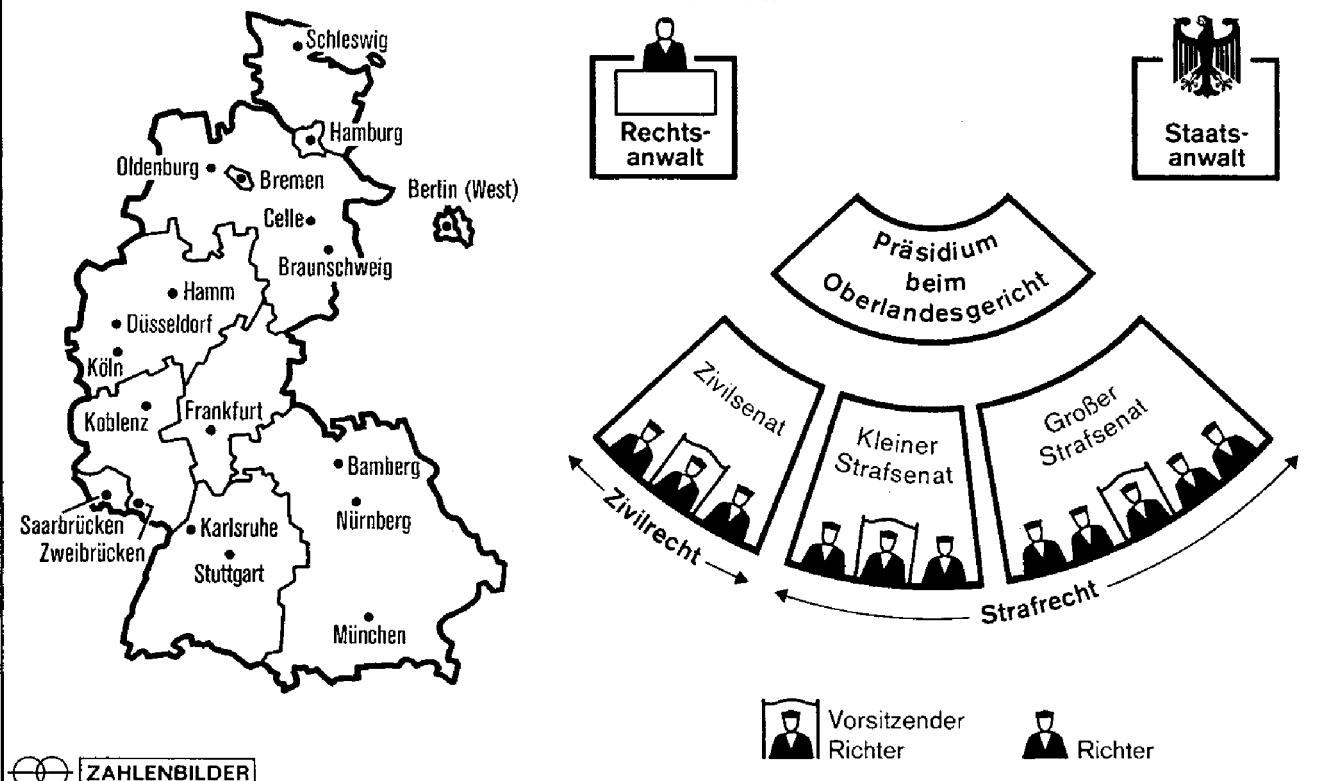 Schleswig
Hamburg
Oldenburg
Bremen
Berlin (West)
Celle
Braunschweig
Hamm
Düsseldorf
Köln
Koblenz
Frankfurt
Bamberg
Saarbrücken
Nürnberg
Zweibrücken
Karlsruhe
Stuttgart
München
Rechts-
anwalt
Staats-
anwalt
Präsidium
beim
Oberlandesgericht
Zivilsenat
Kleiner
Strafsenat
Großer
Strafsenat
Zivilrecht
Strafrecht
Vorsitzender
Richter
Richter
ZAHLENBILDER